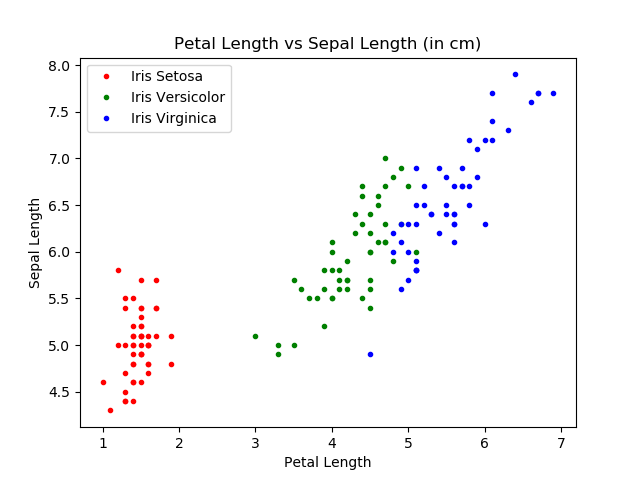 Petal Length vs Sepal Length (in cm)
8.0
7.5
7.0
6.5
6.0
5.5
5.0
4.5
Sepal Length
Iris Setosa
Iris Versicolor
Iris Virginica
1 2 3 4 5 6 7
Petal Length